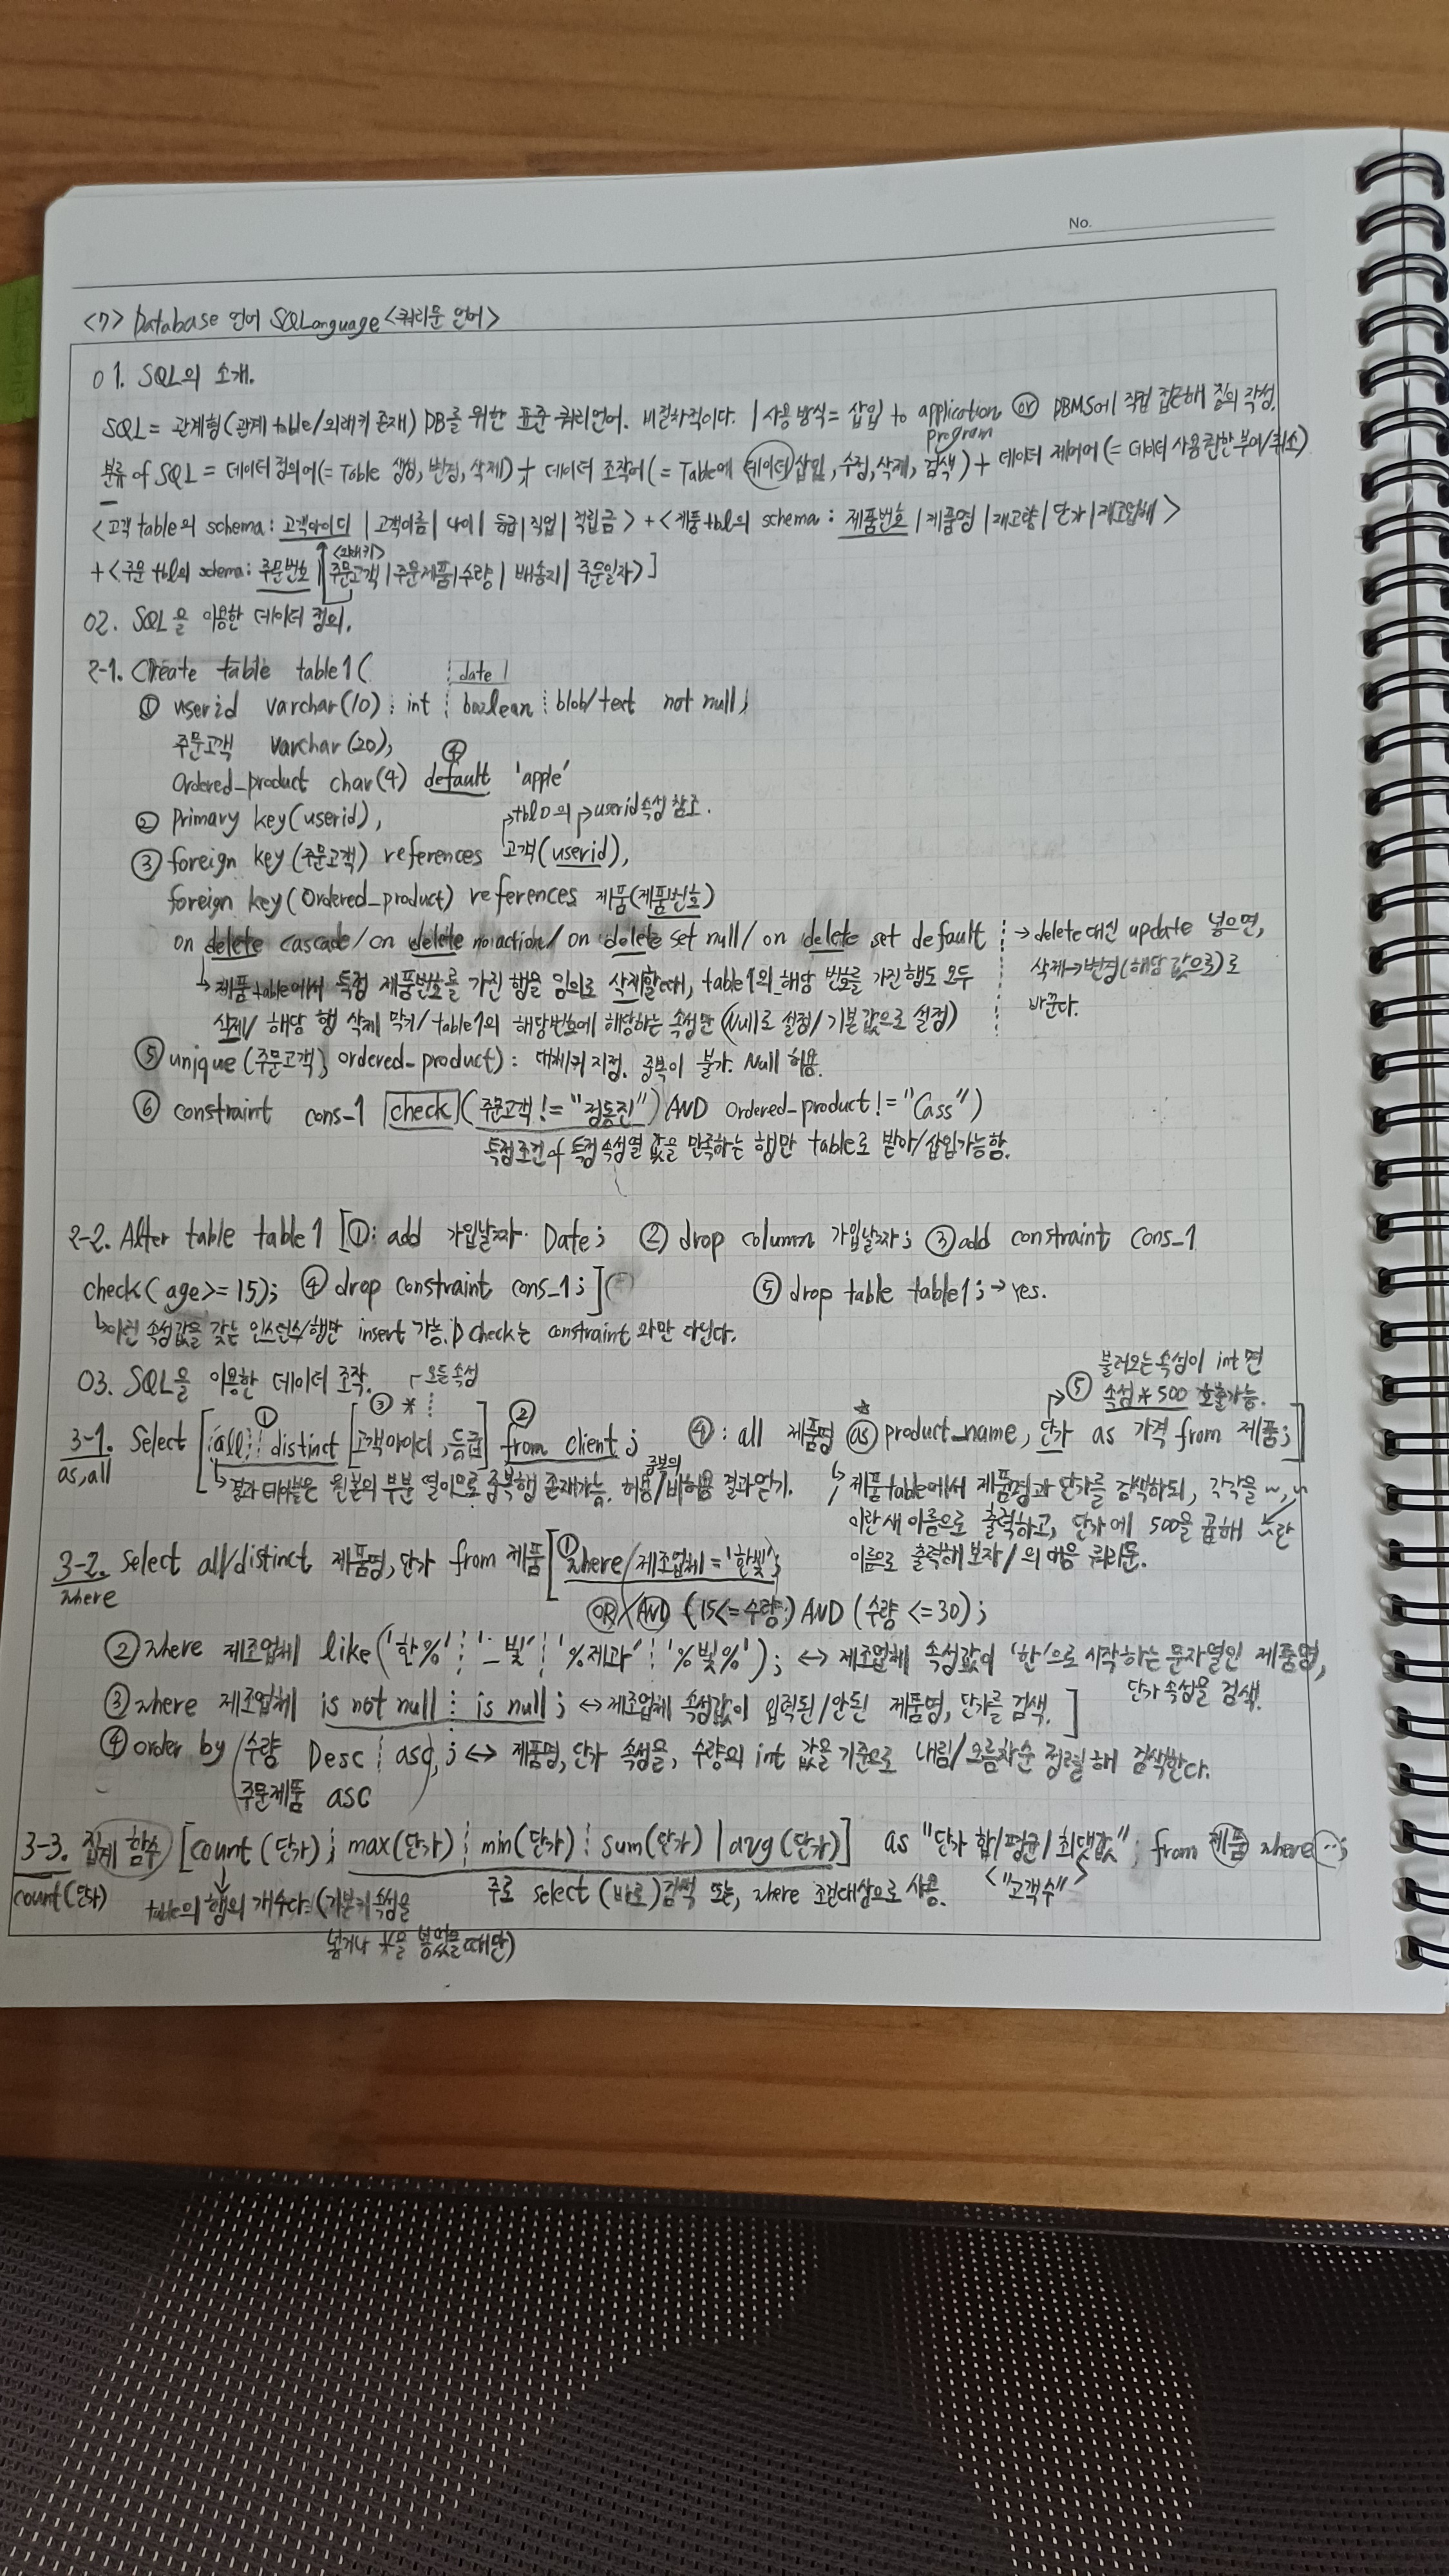 No.
<7> Database 언어 SQLanguage <쿼리문 언어>
01. SQL의 소개.
SQL = 관계형(관계 table/외래키 존재) DB를 위한 표준 쿼리언어. 비절차적이다. | 사용 방식 = 삽입 to application program or DBMS에 직접 접근해 질의 작성.
분류 of SQL = 데이터 정의어(= Table 생성, 변경, 삭제) + 데이터 조작어(= Table에 데이터 삽입, 수정, 삭제, 검색) + 데이터 제어어(= 데이터 사용 권한 부여/취소)
<고객 table의 schema : 고객아이디 | 고객이름 | 나이 | 등급 | 직업 | 적립금> + <제품 tbl의 schema : 제품번호 | 제품명 | 재고량 | 단가 | 제조업체>
<외래키>
+ <주문 tbl의 schema : 주문번호 | 주문고객 | 주문제품 | 수량 | 배송지 | 주문일자>]
02. SQL을 이용한 데이터 정의.
2-1. Create table table1( date |
① userid varchar(10) ⋮ int ⋮ boolean ⋮ blob/text not null,
주문고객 varchar(20),
Ordered_product char(4) ④ default 'apple'
② primary key(userid),
tbl의 userid속성 참조.
③ foreign key(주문고객) references 고객(userid),
foreign key(Ordered_product) references 제품(제품번호)
on delete cascade/on delete no action/on delete set null/on delete set default → delete 대신 update 넣으면,
↳ 제품table에서 특정 제품번호를 가진 행을 임의로 삭제할때, table1의 해당 번호를 가진 행도 모두 삭제→변경(해당 값으로)로
삭제/ 해당 행 삭제 막기/table1의 해당번호에 해당하는 속성만 (Null로 설정/기본값으로 설정) 바꾼다.
⑤ unique(주문고객, ordered_product) : 대체키 지정. 중복이 불가. Null 허용.
⑥ constraint cons_1 check(주문고객 != "정동진") AND ordered_product != "Cass")
특정조건 특정 속성열 값을 만족하는 행만 table로 받아/삽입가능함.
2-2. Alter table table1 [①: add 가입날짜 Date; ② drop column 가입날짜; ③ add constraint cons_1
check(age>=15); ④ drop constraint cons_1;] ⑤ drop table table1; → yes.
↳ 이런 속성값을 갖는 인스턴스/행만 insert 가능. check는 constraint 와만 다닌다.
03. SQL을 이용한 데이터 조작.
모든 속성
⑤ 불러오는 속성이 int면
속성*500 호출가능.
3-1. Select [all ⋮ ① distinct ③ * [고객아이디, 등급] ② from client; ④ : all 제품명 as product_name, 단가 as 가격 from 제품;]
as, all
↳ 결과 테이블은 원본의 부분 열이므로 중복행 존재가능. 중복의 허용/비허용 결과얻기.
↳ 제품table에서 제품명과 단가를 검색하되, 각각을 ~, ~
이란 새 이름으로 출력하고, 단가에 500을 곱해 ~란
이름으로 출력해 보자/의 쿼리문.
3-2. Select all/distinct 제품명, 단가 from 제품 [① where/제조업체='한빛';
where
OR/AND (15<=수량) AND (수량<=30);
② where 제조업체 like('한%' ⋮ '_빛' ⋮ '%제과' ⋮ '%빛%'); ↔ 제조업체 속성값이 '한'으로 시작하는 문자열인 제품명,
단가 속성을 검색.
③ where 제조업체 is not null ⋮ is null; ↔ 제조업체 속성값이 입력된/안된 제품명, 단가를 검색.]
④ order by 수량 Desc ⋮ asc, ; ↔ 제품명, 단가 속성을, 수량의 int 값을 기준으로 내림/오름차순 정렬해 검색한다.
주문제품 asc
3-3. 집계 함수 [count(단가) ⋮ max(단가) ⋮ min(단가) ⋮ sum(단가) | avg(단가)] as "단가 합/평균/최댓값"; from 제품 where ...;
count(단가)
table의 행의 개수다. (기본키 속성을
넣거나 *을 넣었을때만)
주로 select (바로)검색 또는, where 조건대상으로 사용.
<"고객수">